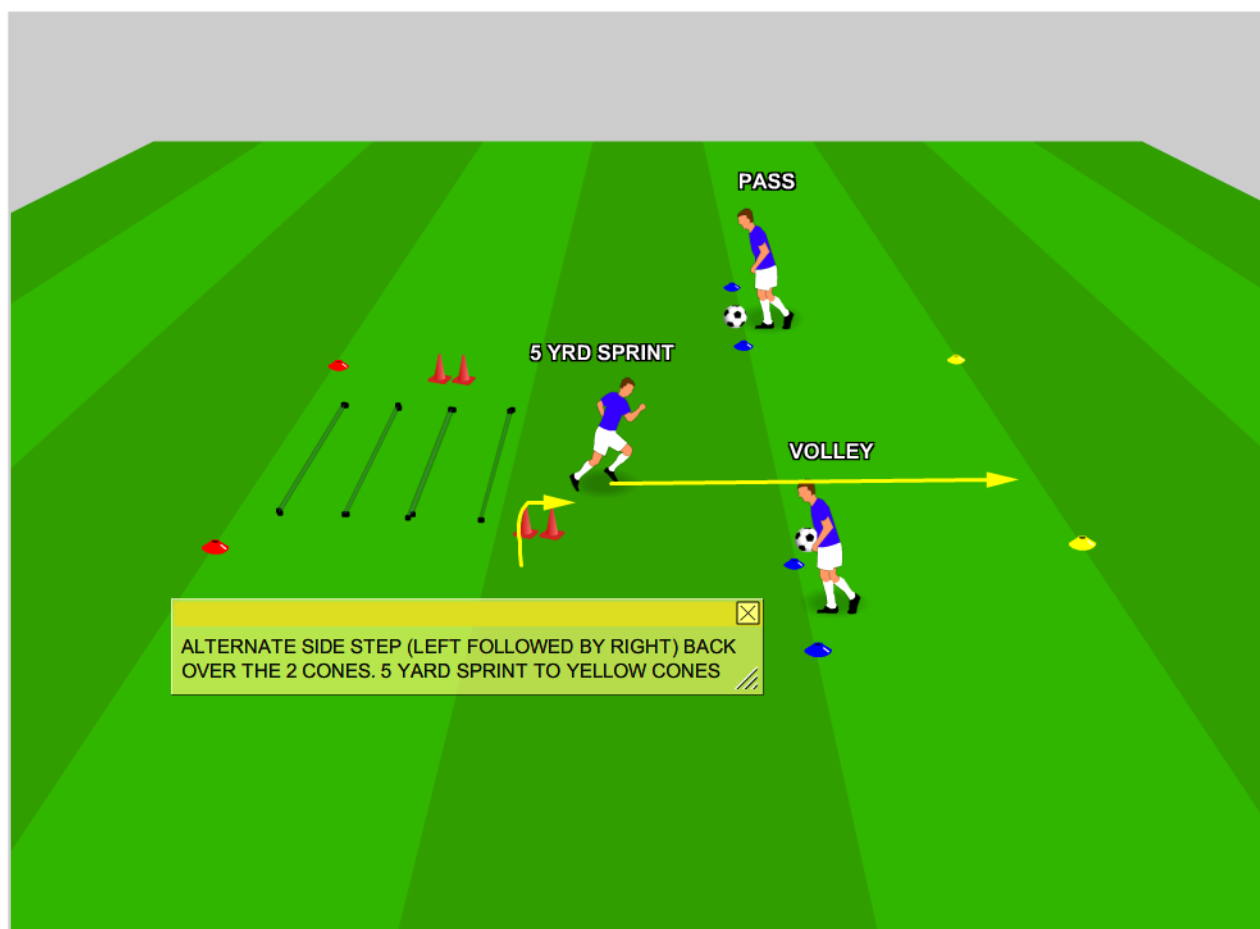 PASS
5 YRD SPRINT
VOLLEY
ALTERNATE SIDE STEP (LEFT FOLLOWED BY RIGHT) BACK
OVER THE 2 CONES. 5 YARD SPRINT TO YELLOW CONES